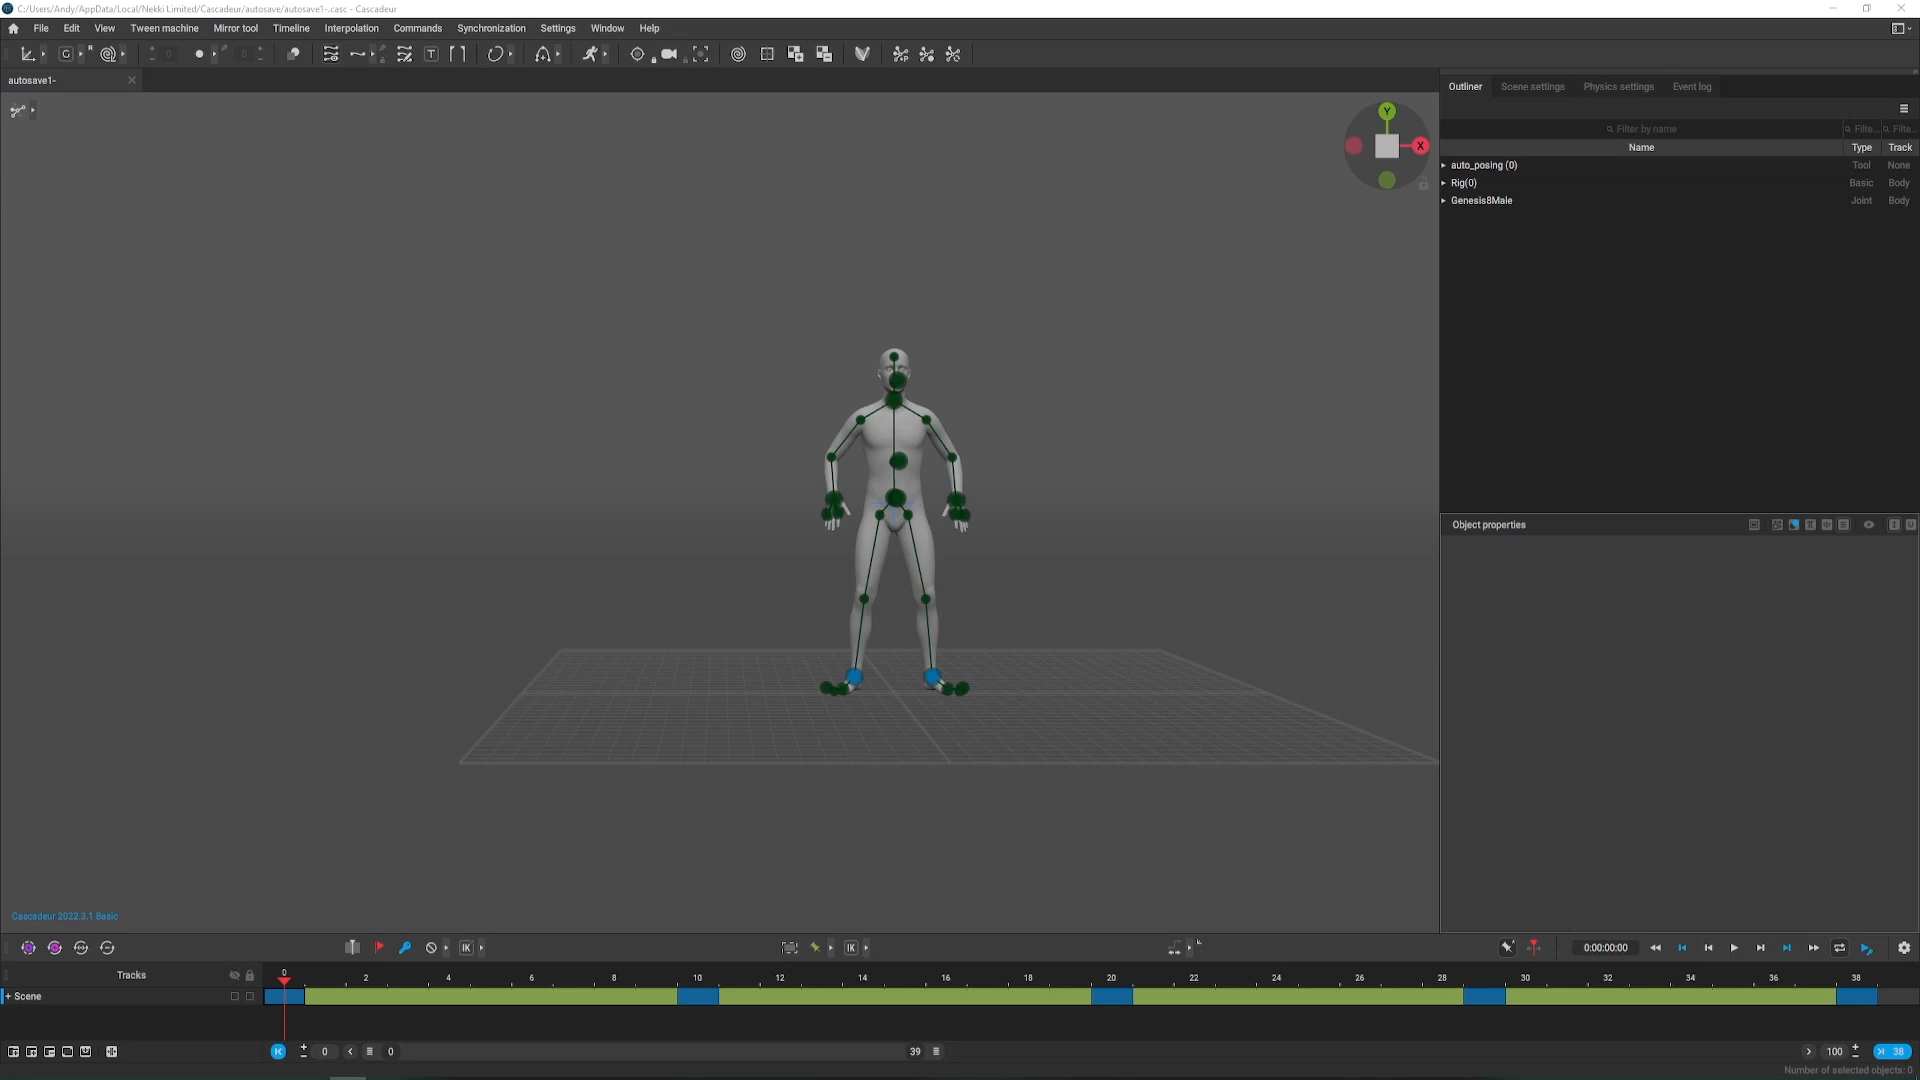 C:/Users/Andy/AppData/Local/Nekki Limited/Cascadeur/autosave/autosave1-.casc - Cascadeur
File Edit View Tween machine Mirror tool Timeline Interpolation Commands Synchronization Settings Window Help
autosave1-
Outliner Scene settings Physics settings Event log
Filter by name Filte... Filte...
Name Type Track
auto_posing (0) Tool None
Rig(0) Basic Body
Genesis8Male Joint Body
Y
X
Object properties
Cascadeur 2022.3.1 Basic
IK IK 0:00:00:00
Tracks 0 2 4 6 8 10 12 14 16 18 20 22 24 26 28 30 32 34 36 38
+ Scene
0 0 39 100 38
Number of selected objects: 0